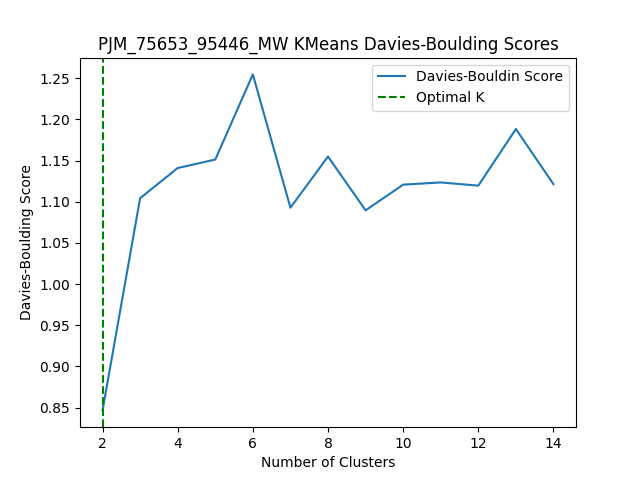 PJM_75653_95446_MW KMeans Davies-Boulding Scores
Davies-Bouldin Score
Optimal K
1.25
1.20
1.15
1.10
1.05
1.00
0.95
0.90
0.85
Davies-Boulding Score
2 4 6 8 10 12 14
Number of Clusters